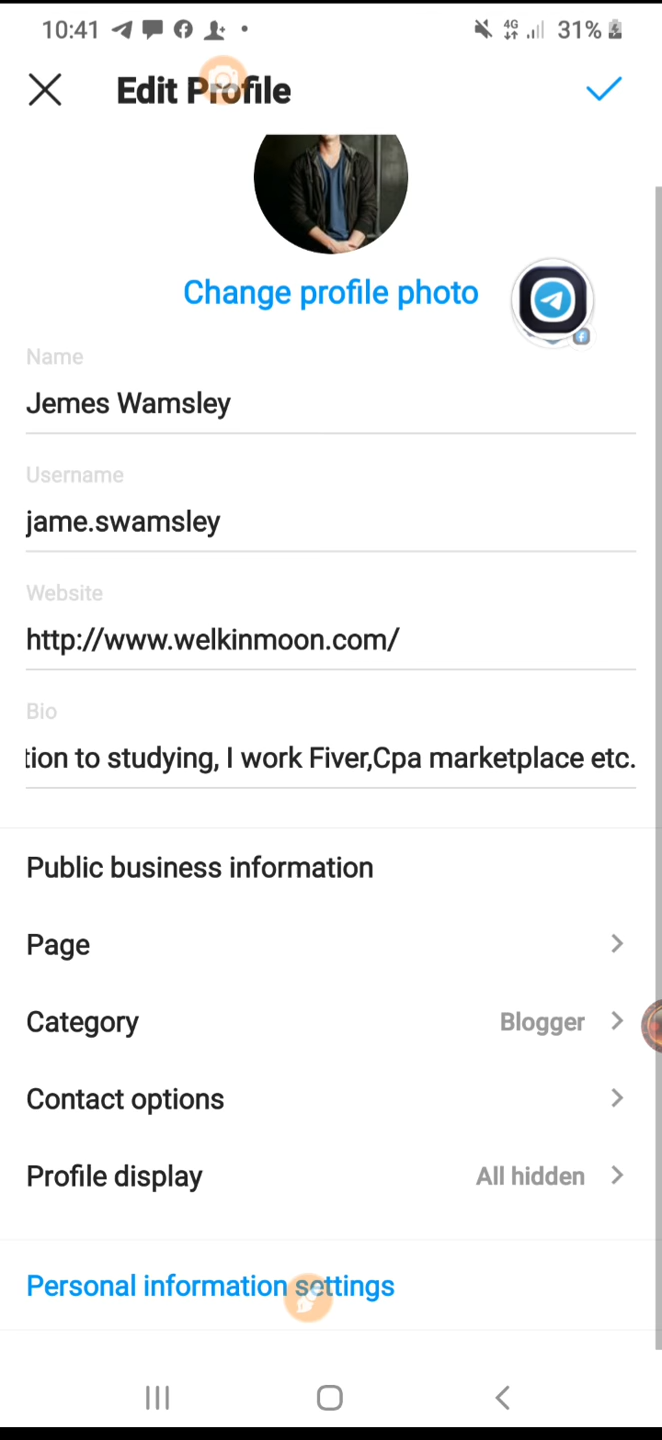 10:41
4G
31%
Edit Profile
Change profile photo
Name
Jemes Wamsley
Username
jame.swamsley
Website
http://www.welkinmoon.com/
Bio
tion to studying, I work Fiver,Cpa marketplace etc.
Public business information
Page
Category Blogger
Contact options
Profile display All hidden
Personal information settings